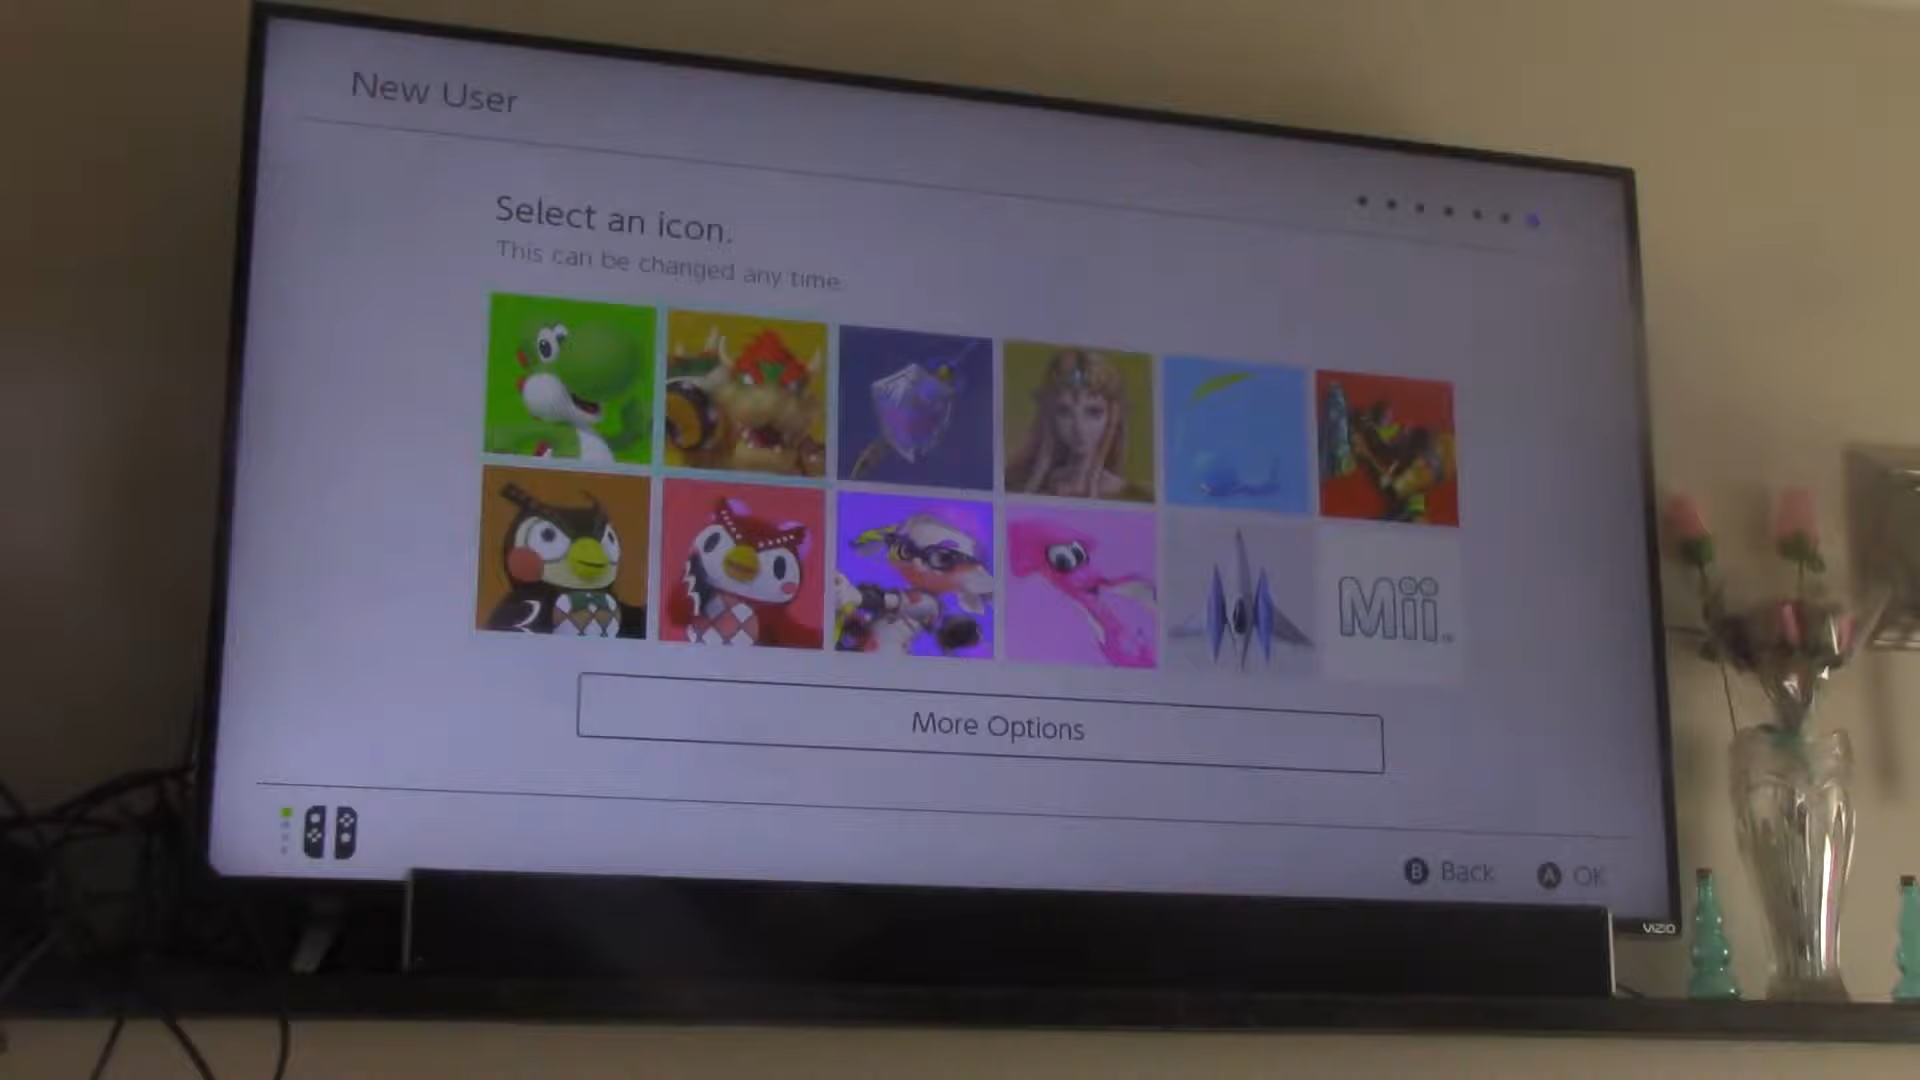 New User
Select an icon.
This can be changed any time.
Mii
More Options
B Back A OK
VIZIO